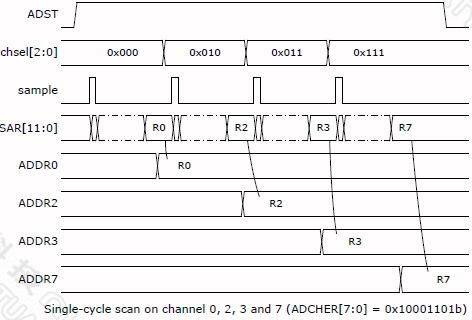 ADST
chsel[2:0] 0x000 0x010 0x011 0x111
sample
SAR[11:0] R0 R2 R3 R7
ADDR0 R0
ADDR2 R2
ADDR3 R3
ADDR7 R7
Single-cycle scan on channel 0, 2, 3 and 7 (ADCHER[7:0] = 0x10001101b)